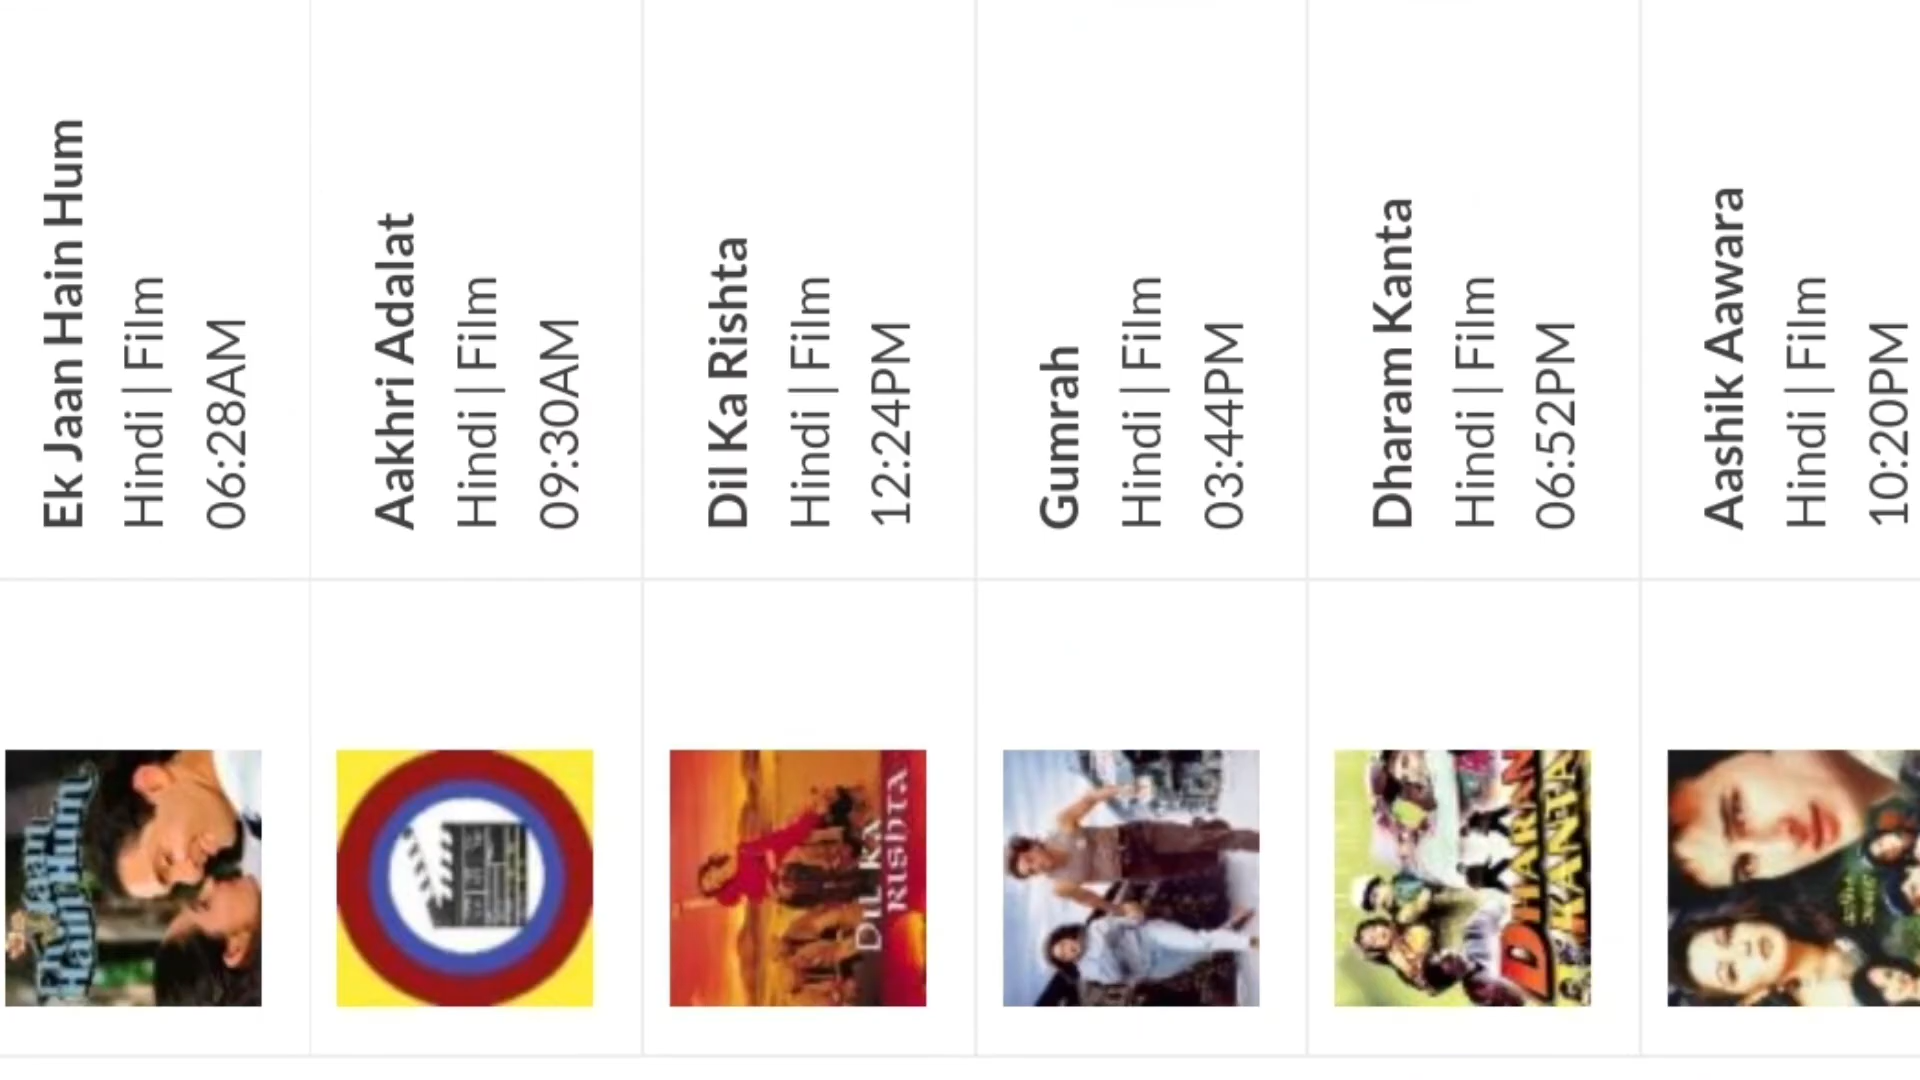 Ek Jaan Hain Hum
Hindi | Film
06:28AM
Ek Jaan
Hain Hum
Aakhri Adalat
Hindi | Film
09:30AM
Dil Ka Rishta
Hindi | Film
12:24PM
DIL KA
RISHTA
Gumrah
Hindi | Film
03:44PM
Dharam Kanta
Hindi | Film
06:52PM
DHARAM
KANTA
Aashik Aawara
Hindi | Film
10:20PM